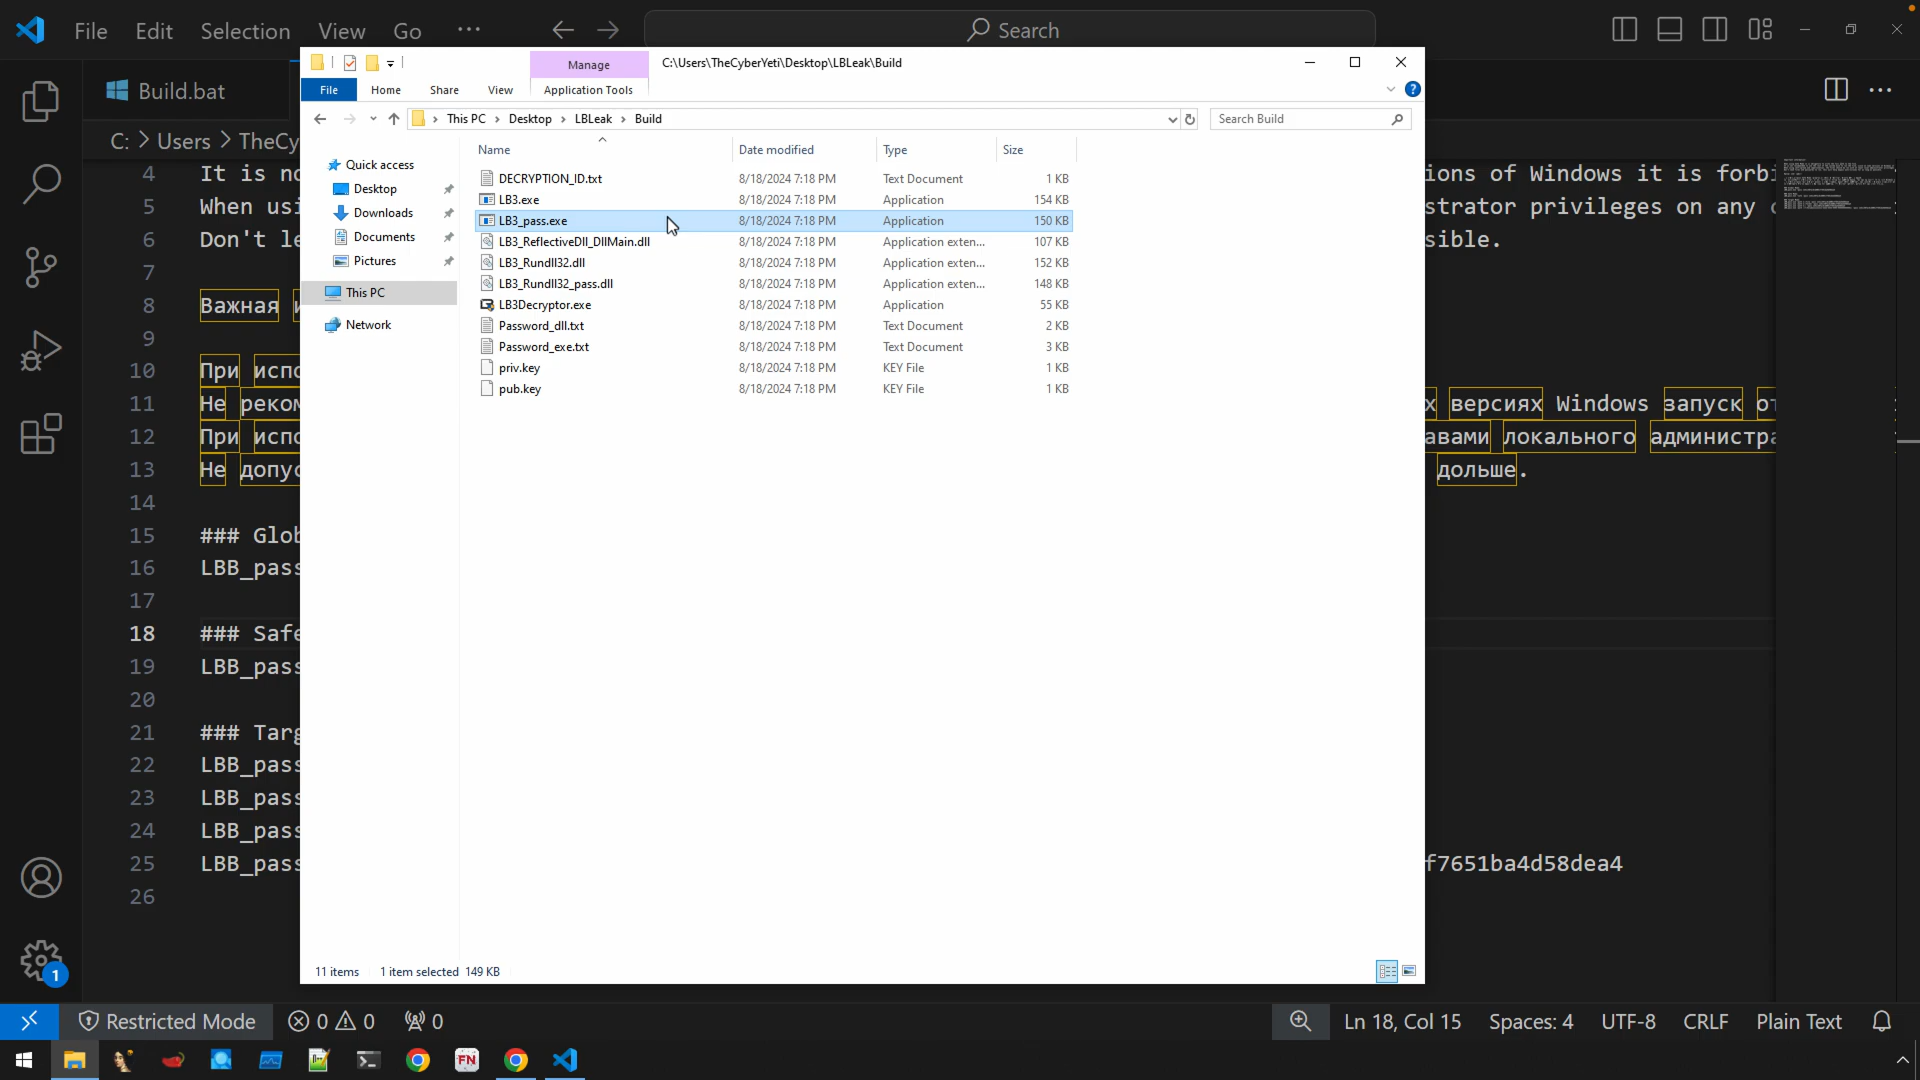 File Edit Selection View Go ··· Search
Manage C:\Users\TheCyberYeti\Desktop\LBLeak\Build
File Home Share View Application Tools
This PC > Desktop > LBLeak > Build Search Build
Build.bat
C: > Users > TheCy
Name Date modified Type Size
Quick access
Desktop
Downloads
Documents
Pictures
This PC
Network
DECRYPTION_ID.txt 8/18/2024 7:18 PM Text Document 1 KB
LB3.exe 8/18/2024 7:18 PM Application 154 KB
LB3_pass.exe 8/18/2024 7:18 PM Application 150 KB
LB3_ReflectiveDll_DllMain.dll 8/18/2024 7:18 PM Application exten... 107 KB
LB3_Rundll32.dll 8/18/2024 7:18 PM Application exten... 152 KB
LB3_Rundll32_pass.dll 8/18/2024 7:18 PM Application exten... 148 KB
LB3Decryptor.exe 8/18/2024 7:18 PM Application 55 KB
Password_dll.txt 8/18/2024 7:18 PM Text Document 2 KB
Password_exe.txt 8/18/2024 7:18 PM Text Document 3 KB
priv.key 8/18/2024 7:18 PM KEY File 1 KB
pub.key 8/18/2024 7:18 PM KEY File 1 KB
11 items 1 item selected 149 KB
4 It is no ions of Windows it is forbi
5 When usi strator privileges on any
6 Don't le sible.
7
8 Важная
9
10 При испо
11 Не реком х версиях Windows запуск от
12 При испо авами локального администра
13 Не допус дольше.
14
15 ### Glob
16 LBB_pass
17
18 ### Safe
19 LBB_pass
20
21 ### Targ
22 LBB_pass
23 LBB_pass
24 LBB_pass
25 LBB_pass f7651ba4d58dea4
26
1
Restricted Mode 0 0 0 Ln 18, Col 15 Spaces: 4 UTF-8 CRLF Plain Text
FN